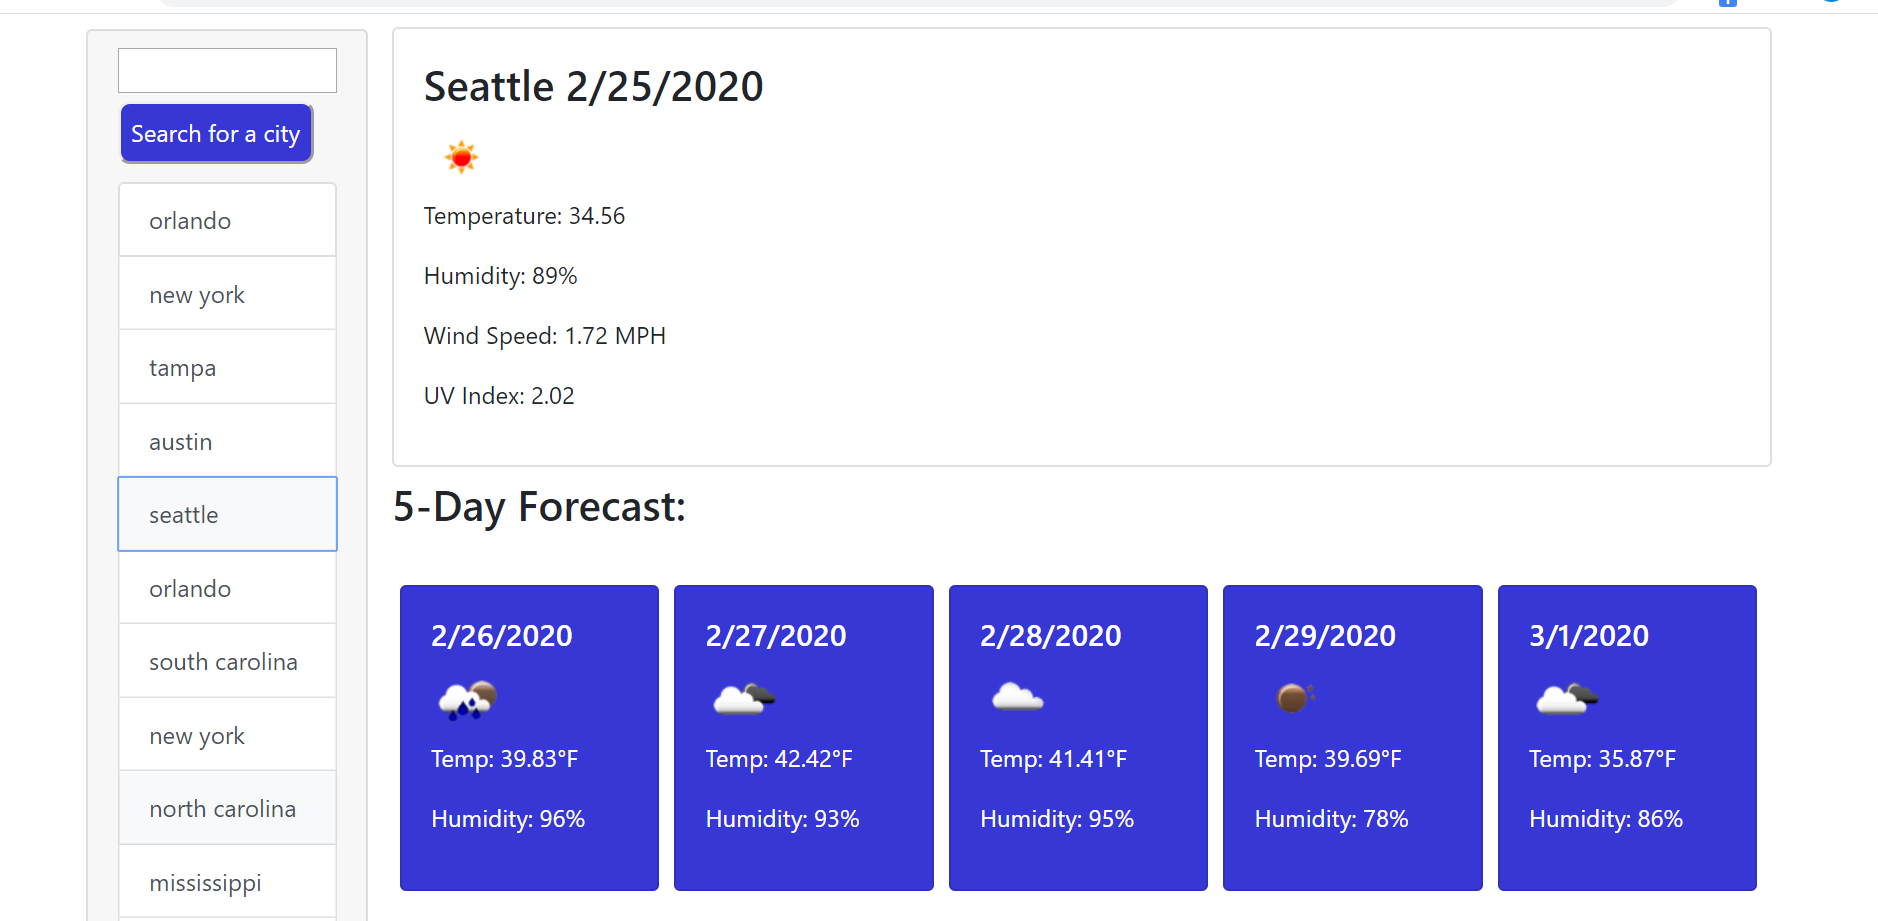 Search for a city
orlando
new york
tampa
austin
seattle
orlando
south carolina
new york
north carolina
mississippi
Seattle 2/25/2020
Temperature: 34.56
Humidity: 89%
Wind Speed: 1.72 MPH
UV Index: 2.02
5-Day Forecast:
2/26/2020
Temp: 39.83°F
Humidity: 96%
2/27/2020
Temp: 42.42°F
Humidity: 93%
2/28/2020
Temp: 41.41°F
Humidity: 95%
2/29/2020
Temp: 39.69°F
Humidity: 78%
3/1/2020
Temp: 35.87°F
Humidity: 86%